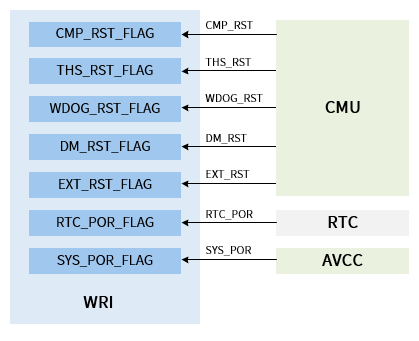 CMP_RST_FLAG
CMP_RST
THS_RST_FLAG
THS_RST
WDOG_RST_FLAG
WDOG_RST
CMU
DM_RST_FLAG
DM_RST
EXT_RST_FLAG
EXT_RST
RTC_POR_FLAG
RTC_POR
RTC
SYS_POR_FLAG
SYS_POR
AVCC
WRI